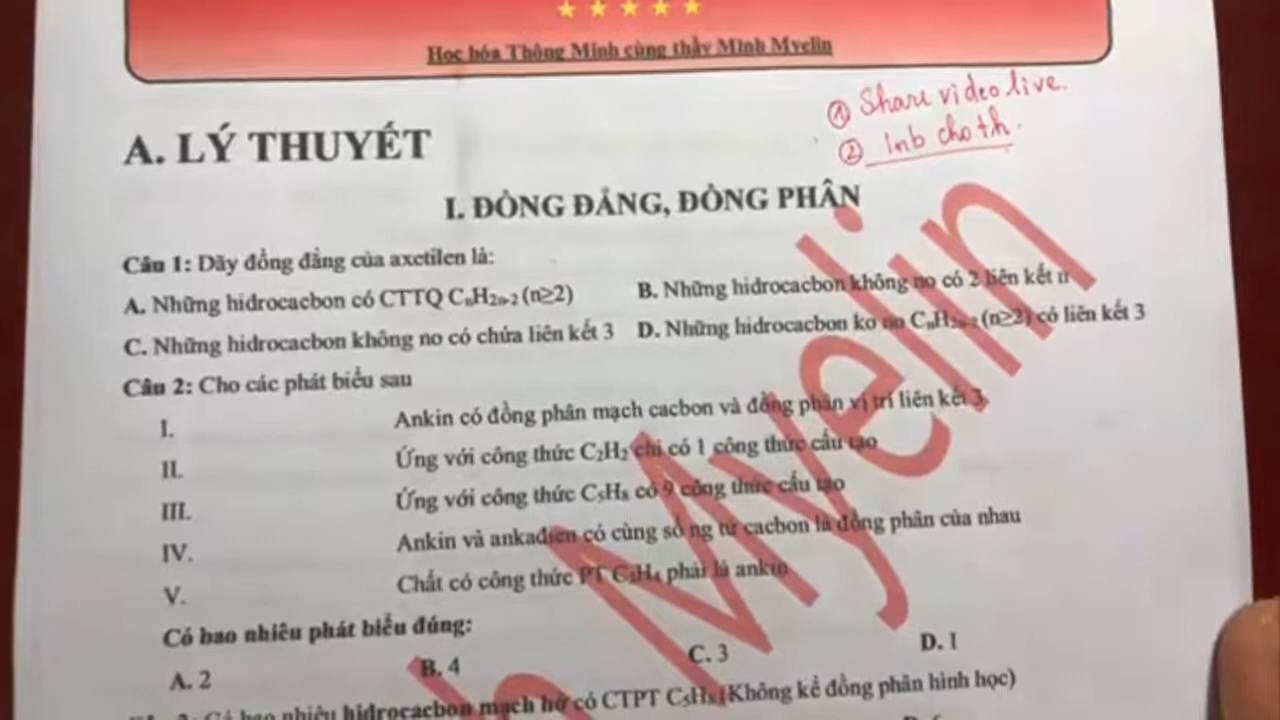 Học hóa Thông Minh cùng thầy Minh Myelin
① Share video live.
② Inb cho th
A. LÝ THUYẾT
I. ĐỒNG ĐẲNG, ĐỒNG PHÂN
Câu 1: Dãy đồng đẳng của axetilen là:
A. Những hidrocacbon có CTTQ CₙH₂ₙ₋₂ (n≥2) B. Những hidrocacbon không no có 2 liên kết π
C. Những hidrocacbon không no có chứa liên kết 3 D. Những hidrocacbon ko no CₙH₂ₙ₋₂ (n≥2) có liên kết 3
Câu 2: Cho các phát biểu sau
I. Ankin có đồng phân mạch cacbon và đồng phân vị trí liên kết 3
II. Ứng với công thức C₂H₂ chỉ có 1 công thức cấu tạo
III. Ứng với công thức C₅H₈ có 9 công thức cấu tạo
IV. Ankin và ankadien có cùng số ng tử cacbon là đồng phân của nhau
V. Chất có công thức PT C₃H₄ phải là ankin
Có bao nhiêu phát biểu đúng:
A. 2 B. 4 C. 3 D. 1
Có bao nhiêu hidrocacbon mạch hở có CTPT C₅H₈ (Không kể đồng phân hình học)
Myelin